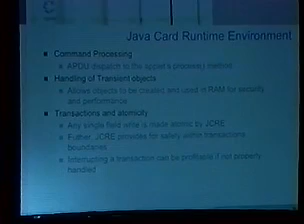 Java Card Runtime Environment
Command Processing
APDU dispatch to the applet's process() method
Handling of Transient objects
Allows objects to be created and used in RAM for security
and performance
Transactions and atomicity
Any single field write is made atomic by JCRE
Futher, JCRE provides for safety within transactions
boundaries
Interrupting a transaction can be profitable if not properly
handled